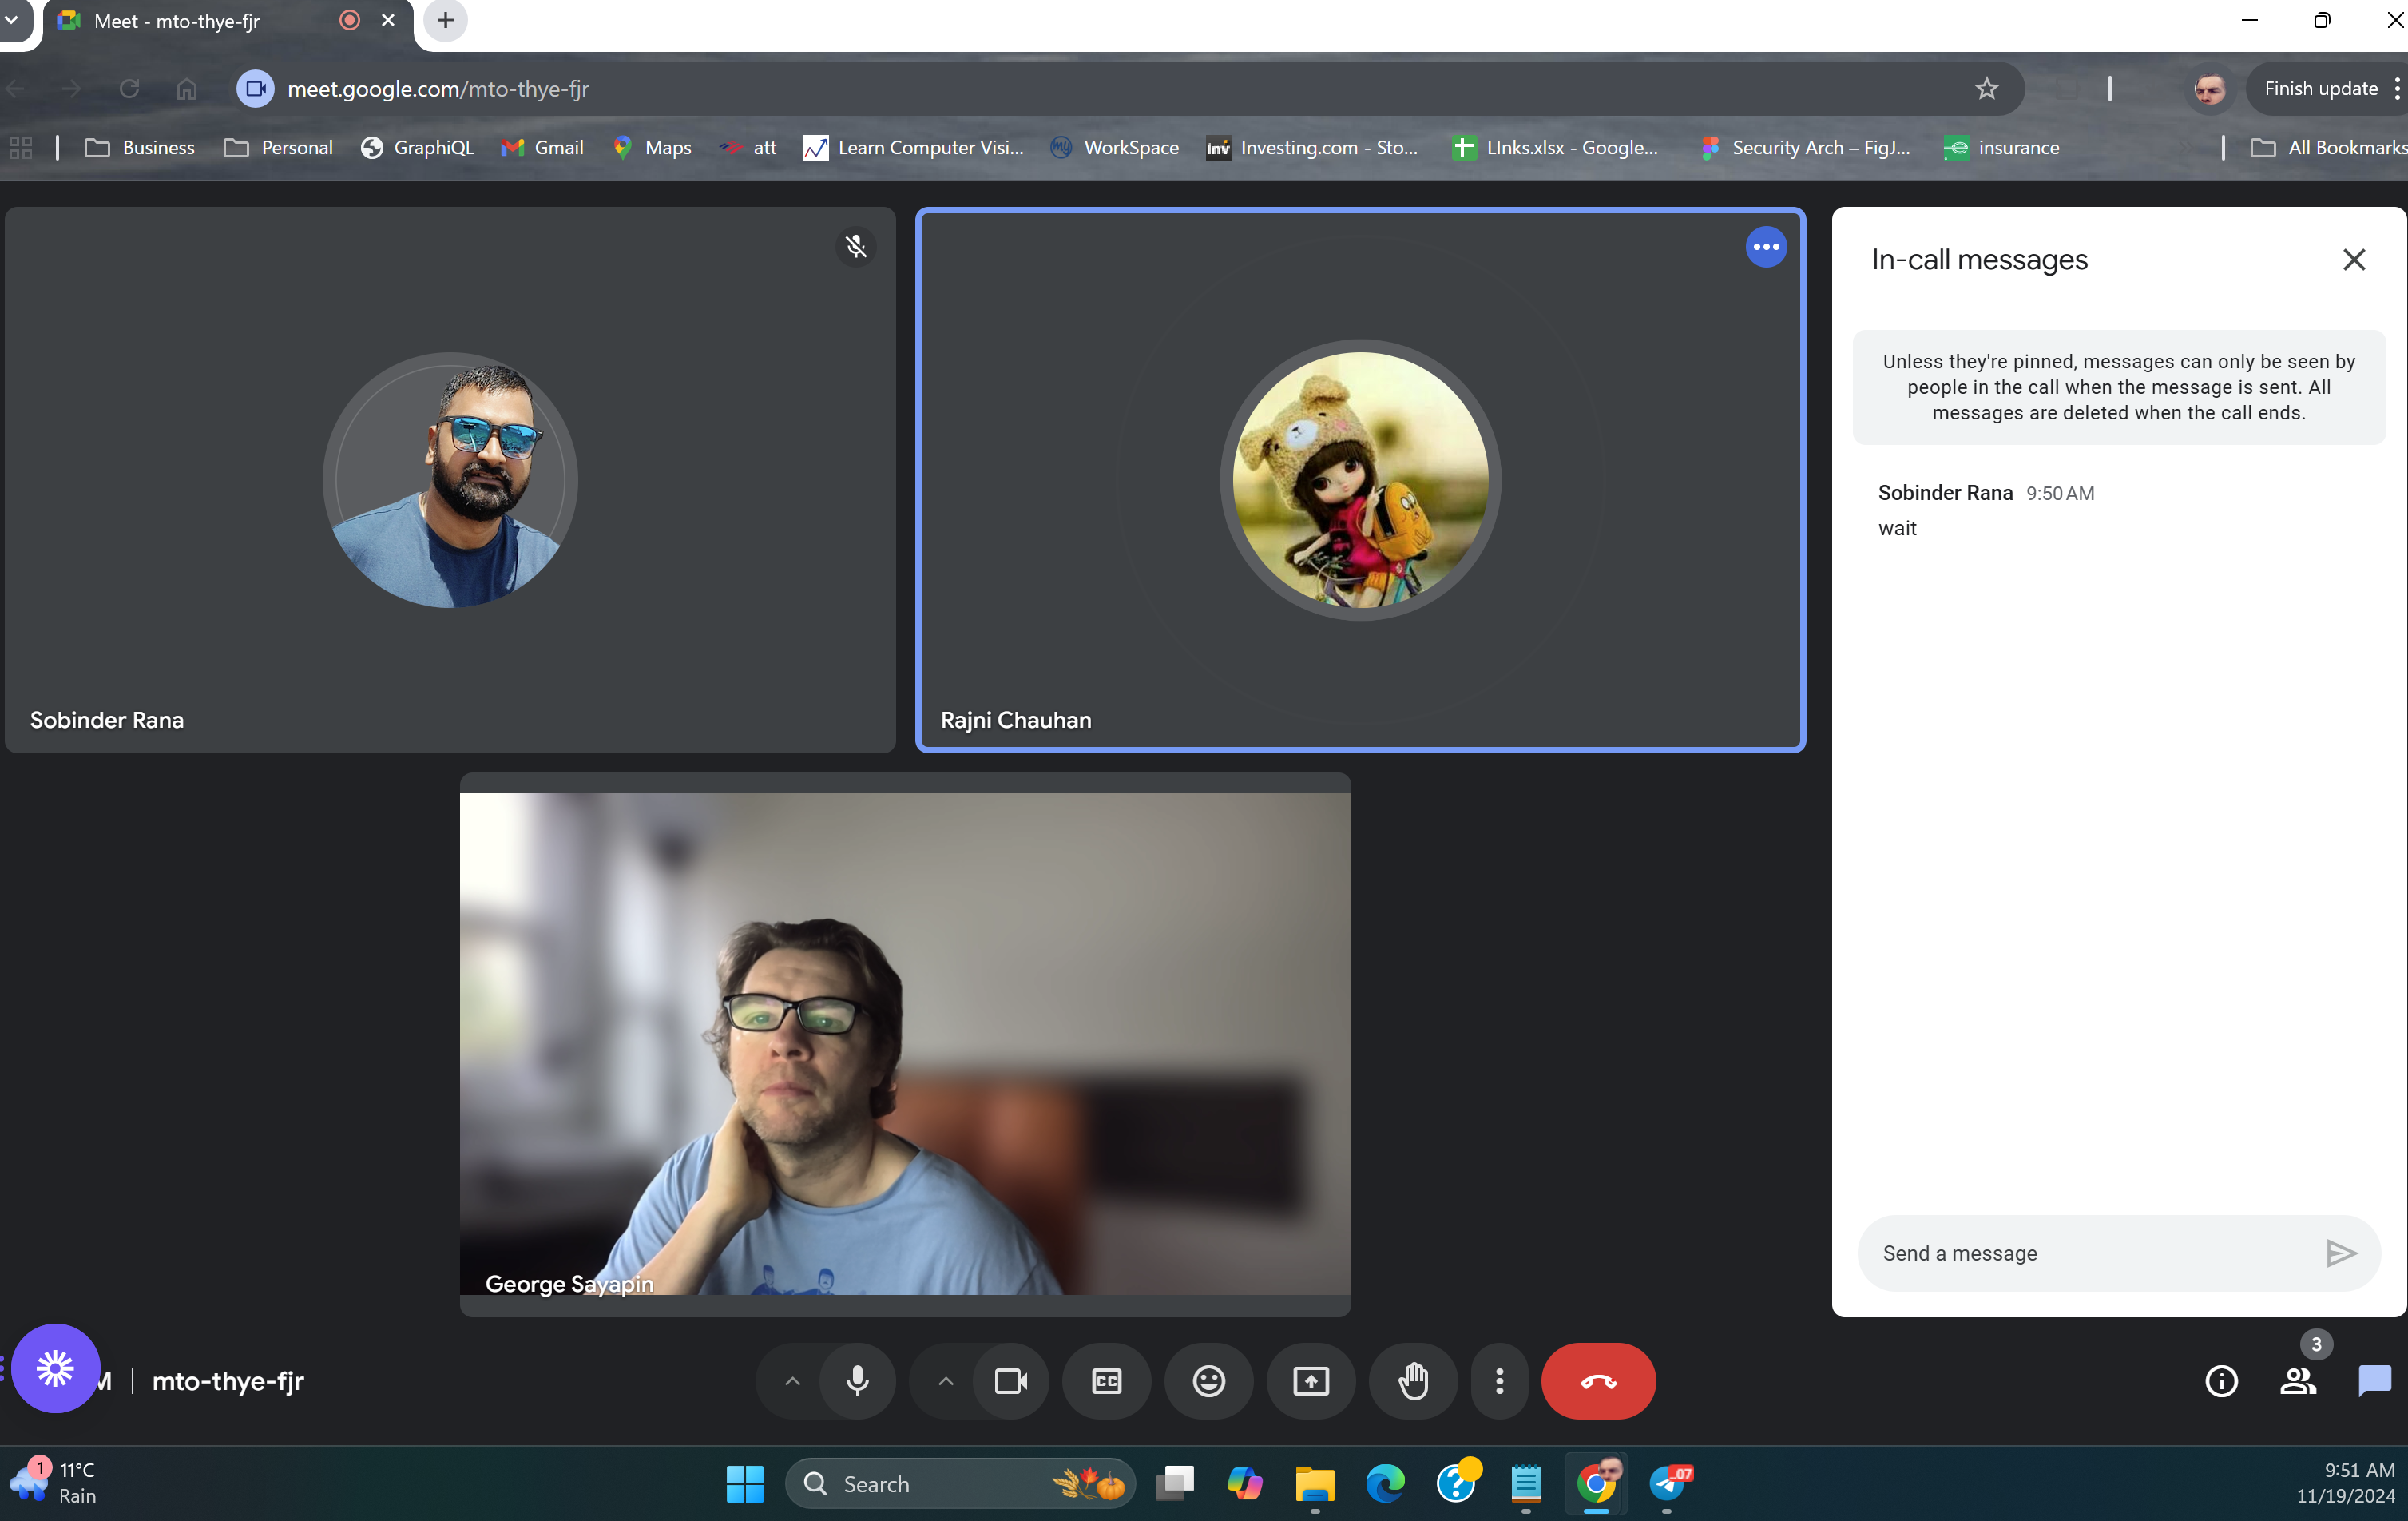 Meet - mto-thye-fjr
meet.google.com/mto-thye-fjr
Finish update
Business Personal GraphiQL Gmail Maps att Learn Computer Visi... WorkSpace Investing.com - Sto... LInks.xlsx - Google... Security Arch – FigJ... insurance All Bookmarks
In-call messages
Unless they're pinned, messages can only be seen by
people in the call when the message is sent. All
messages are deleted when the call ends.
Sobinder Rana 9:50 AM
wait
Sobinder Rana
Rajni Chauhan
George Sayapin
Send a message
M | mto-thye-fjr
CC
3
1
11°C
Rain
Search
07
9:51 AM
11/19/2024